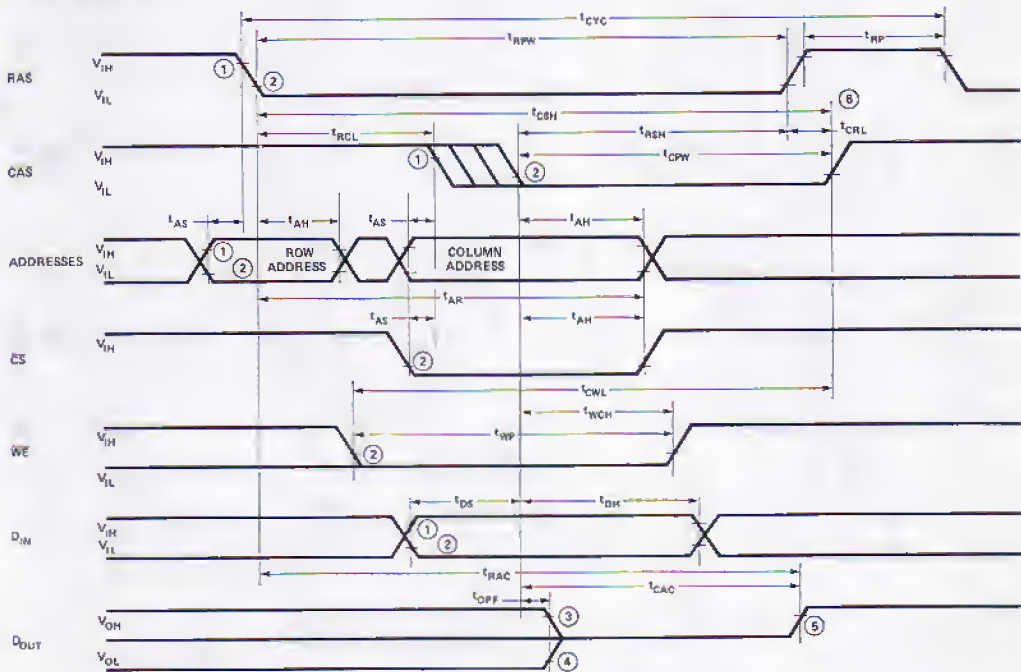 tCYC
tRPW
tRP
RAS
VIH
VIL
1
2
6
tCSH
tRCL
tRSH
tCRL
tCPW
CAS
VIH
VIL
1
2
tAS
tAH
tAS
tAH
ADDRESSES
VIH
VIL
1
2
ROW
ADDRESS
COLUMN
ADDRESS
tAR
tAS
tAH
CS
VIH
2
tCWL
tWCH
tWP
WE
VIH
VIL
2
tDS
tDH
DIN
VIH
VIL
1
2
tRAC
tCAC
tOFF
DOUT
VOH
VOL
3
4
5